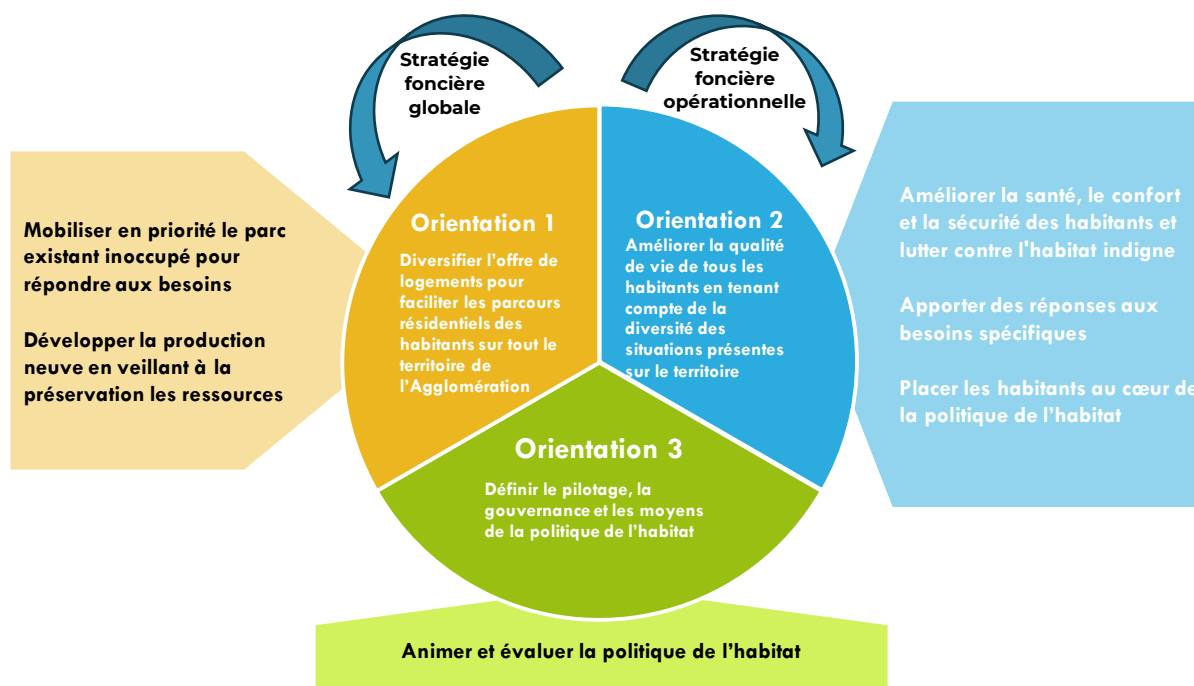 Stratégie
foncière
globale
Stratégie
foncière
opérationnelle
Mobiliser en priorité le parc
existant inoccupé pour
répondre aux besoins
Développer la production
neuve en veillant à la
préservation les ressources
Orientation 1
Diversifier l’offre de
logements pour
faciliter les parcours
résidentiels des
habitants sur tout le
territoire de
l’Agglomération
Orientation 2
Améliorer la qualité
de vie de tous les
habitants en tenant
compte de la
diversité des
situations présentes
sur le territoire
Améliorer la santé, le confort
et la sécurité des habitants et
lutter contre l'habitat indigne
Apporter des réponses aux
besoins spécifiques
Placer les habitants au cœur de
la politique de l’habitat
Orientation 3
Définir le pilotage, la
gouvernance et les moyens
de la politique de l’habitat
Animer et évaluer la politique de l’habitat